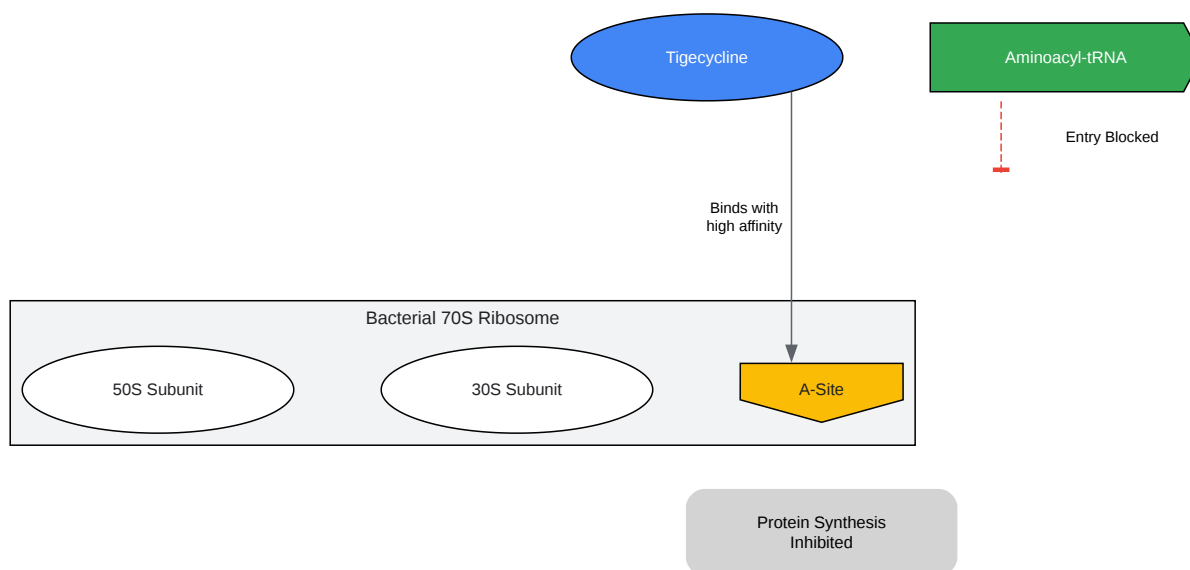 Tigecycline
Aminoacyl-tRNA
Entry Blocked
Binds with
high affinity
Bacterial 70S Ribosome
50S Subunit
30S Subunit
A-Site
Protein Synthesis
Inhibited